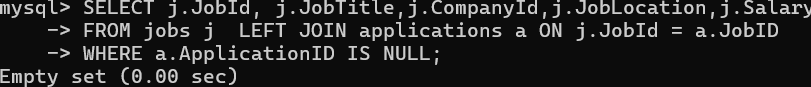 mysql> SELECT j.JobId, j.JobTitle,j.CompanyId,j.JobLocation,j.Salary
    -> FROM jobs j  LEFT JOIN applications a ON j.JobId = a.JobID
    -> WHERE a.ApplicationID IS NULL;
Empty set (0.00 sec)